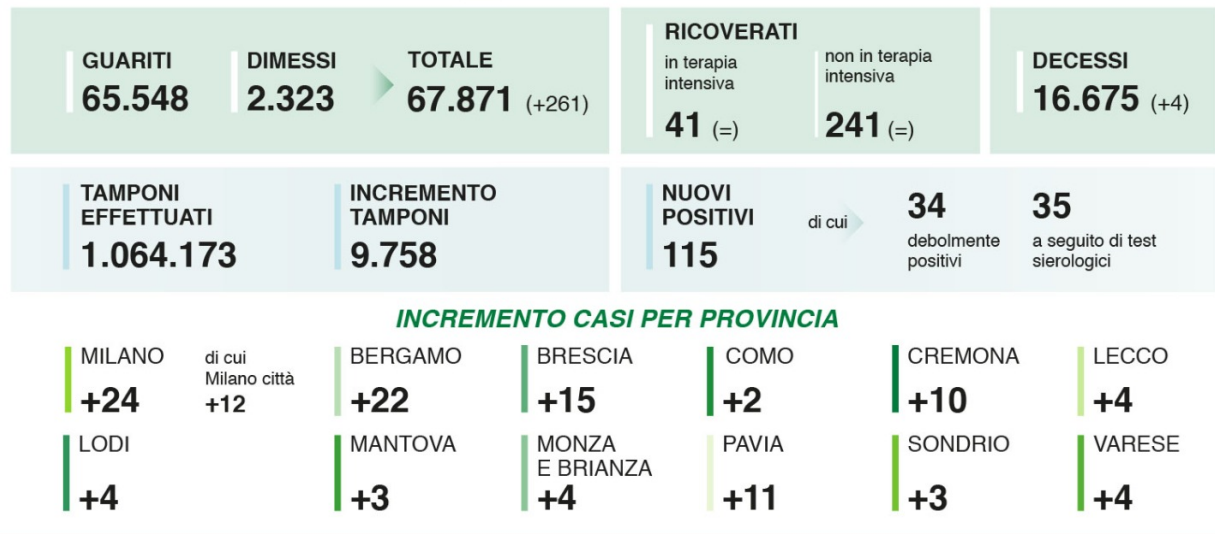 GUARITI
65.548
DIMESSI
2.323
TOTALE
67.871 (+261)
RICOVERATI
in terapia
intensiva
41 (=)
non in terapia
intensiva
241 (=)
DECESSI
16.675 (+4)
TAMPONI
EFFETTUATI
1.064.173
INCREMENTO
TAMPONI
9.758
NUOVI
POSITIVI
115
di cui
34
debolmente
positivi
35
a seguito di test
sierologici
INCREMENTO CASI PER PROVINCIA
MILANO
+24
di cui
Milano città
+12
BERGAMO
+22
BRESCIA
+15
COMO
+2
CREMONA
+10
LECCO
+4
LODI
+4
MANTOVA
+3
MONZA
E BRIANZA
+4
PAVIA
+11
SONDRIO
+3
VARESE
+4